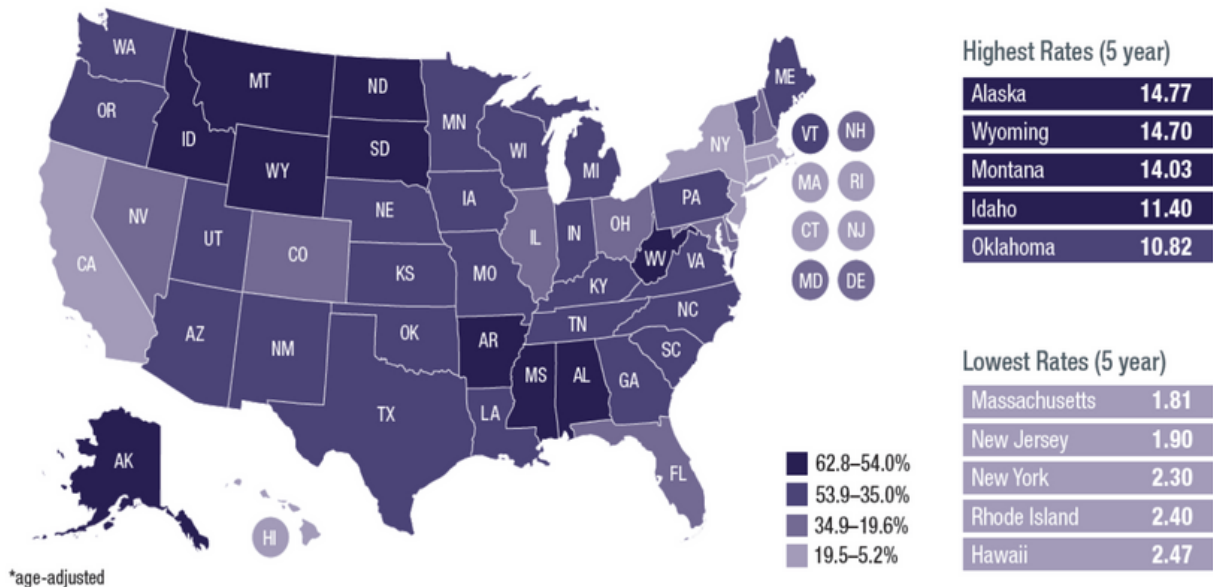 WA
MT
ND
MN
ME
OR
ID
SD
WI
MI
NY
VT
NH
WY
MA
RI
NV
UT
CO
NE
IA
IL
IN
OH
PA
CT
NJ
CA
KS
MO
KY
WV
VA
MD
DE
AZ
NM
OK
AR
TN
NC
SC
MS
AL
GA
TX
LA
FL
AK
HI
62.8–54.0%
53.9–35.0%
34.9–19.6%
19.5–5.2%
*age-adjusted
Highest Rates (5 year)
Alaska 14.77
Wyoming 14.70
Montana 14.03
Idaho 11.40
Oklahoma 10.82
Lowest Rates (5 year)
Massachusetts 1.81
New Jersey 1.90
New York 2.30
Rhode Island 2.40
Hawaii 2.47